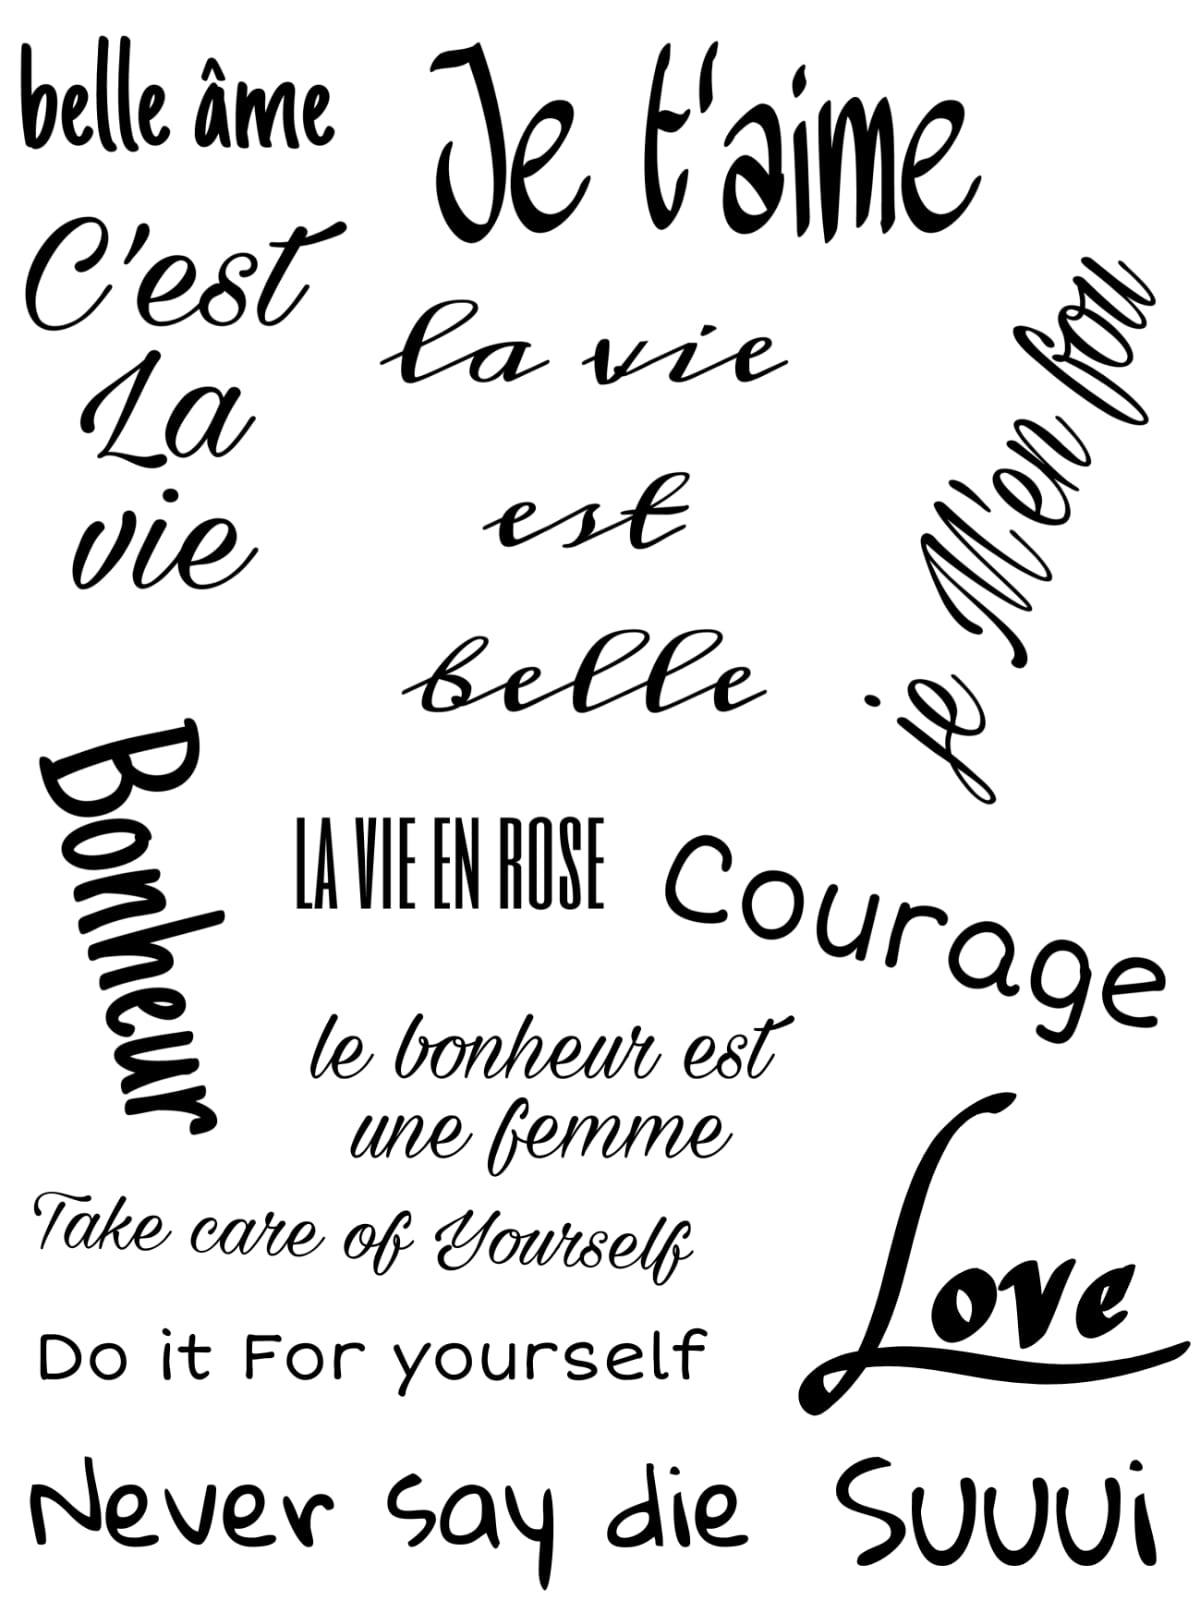 belle âme
Je t'aime
C'est
La
vie
la vie
est
belle
je M'en fou
Bonheur
LA VIE EN ROSE
Courage
le bonheur est
une femme
Take care of Yourself
Love
Do it For yourself
Never say die
Suuui